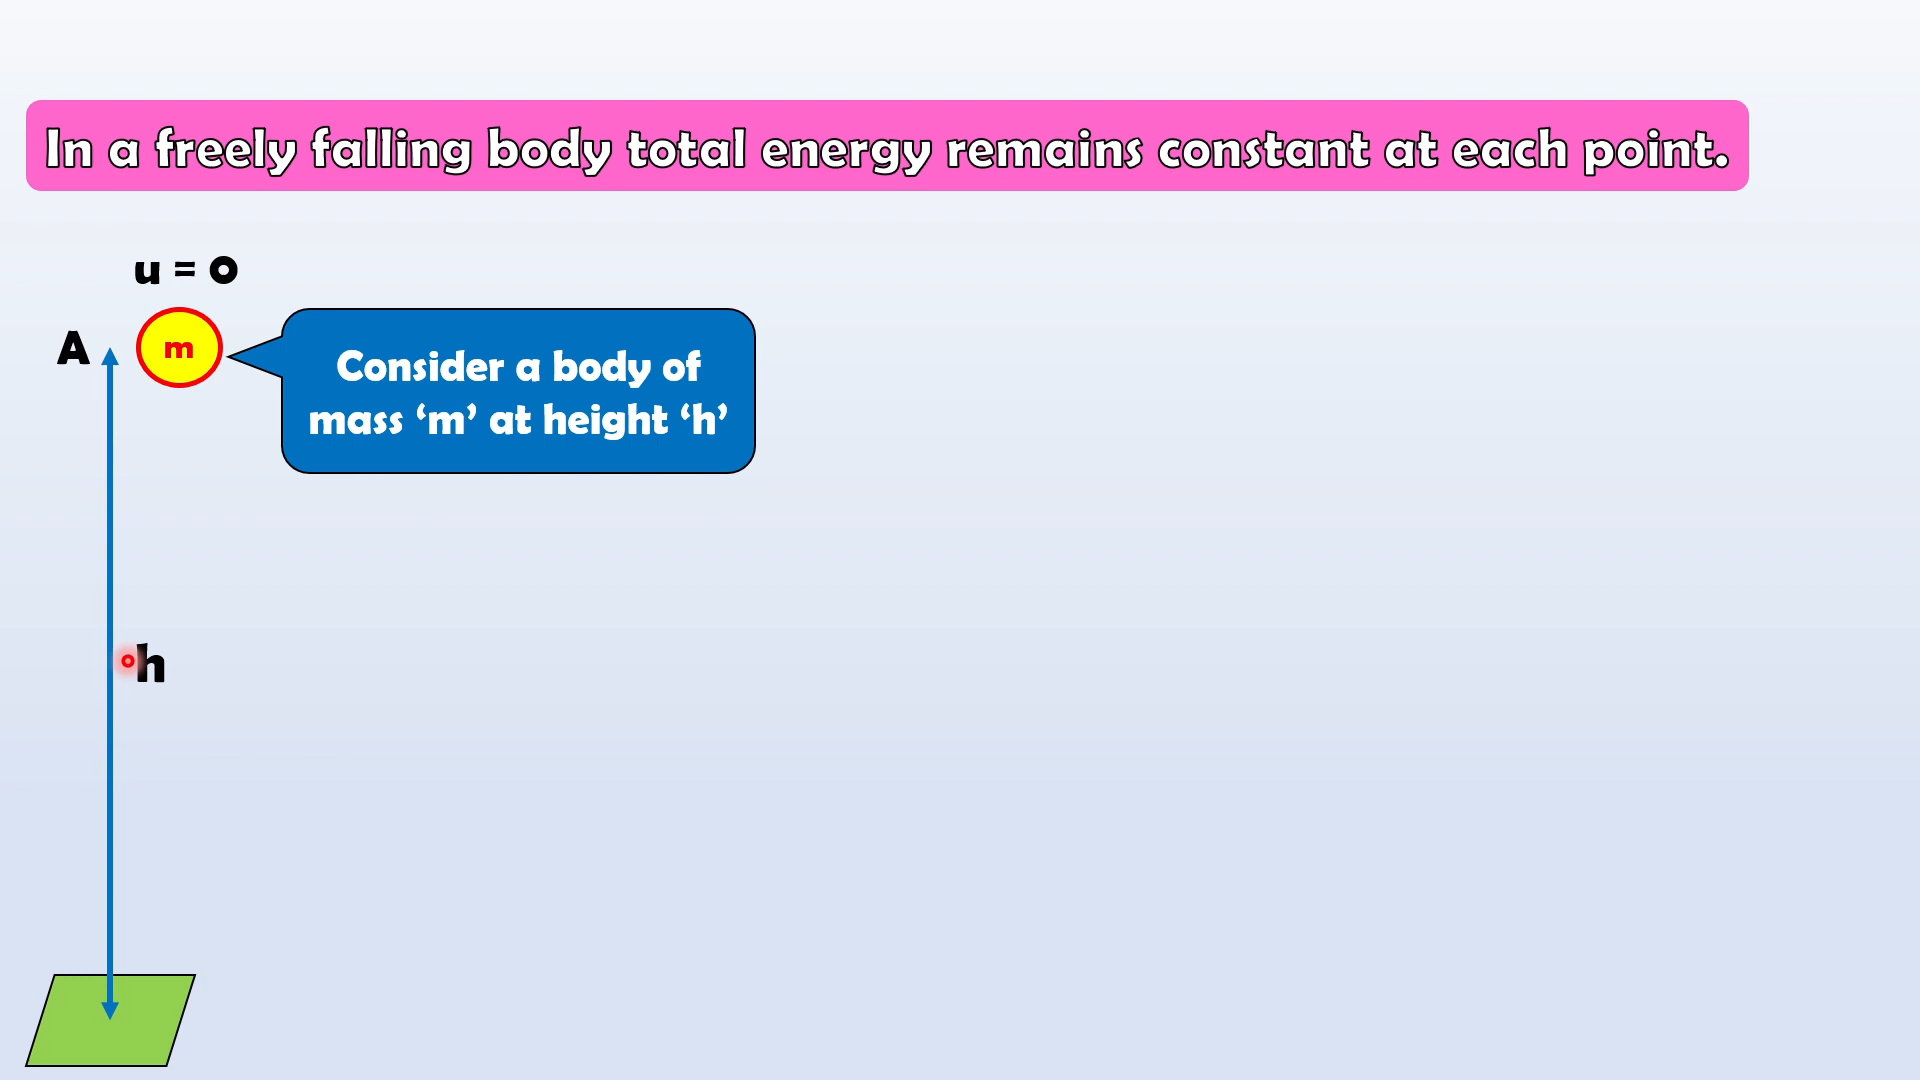 In a freely falling body total energy remains constant at each point.
u = 0
A
m
Consider a body of
mass ‘m’ at height ‘h’
h